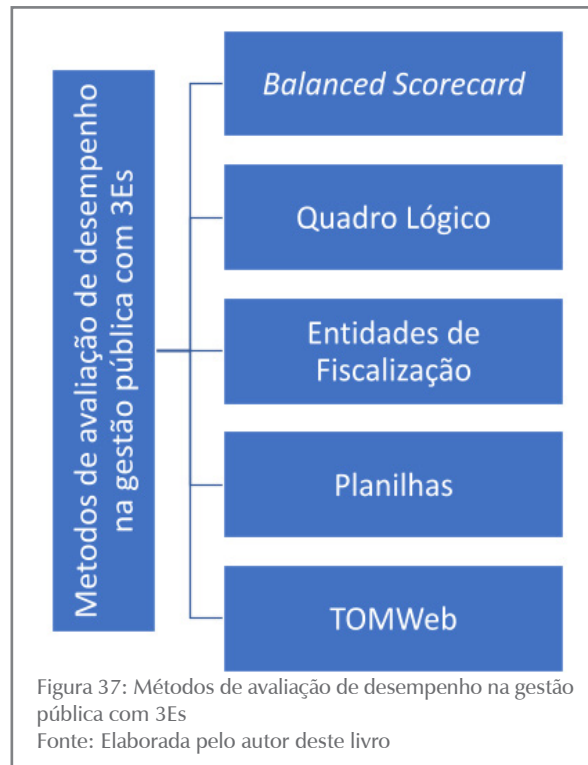 Metodos de avaliação de desempenho
na gestão pública com 3Es
Balanced Scorecard
Quadro Lógico
Entidades de
Fiscalização
Planilhas
TOMWeb
Figura 37: Métodos de avaliação de desempenho na gestão
pública com 3Es
Fonte: Elaborada pelo autor deste livro